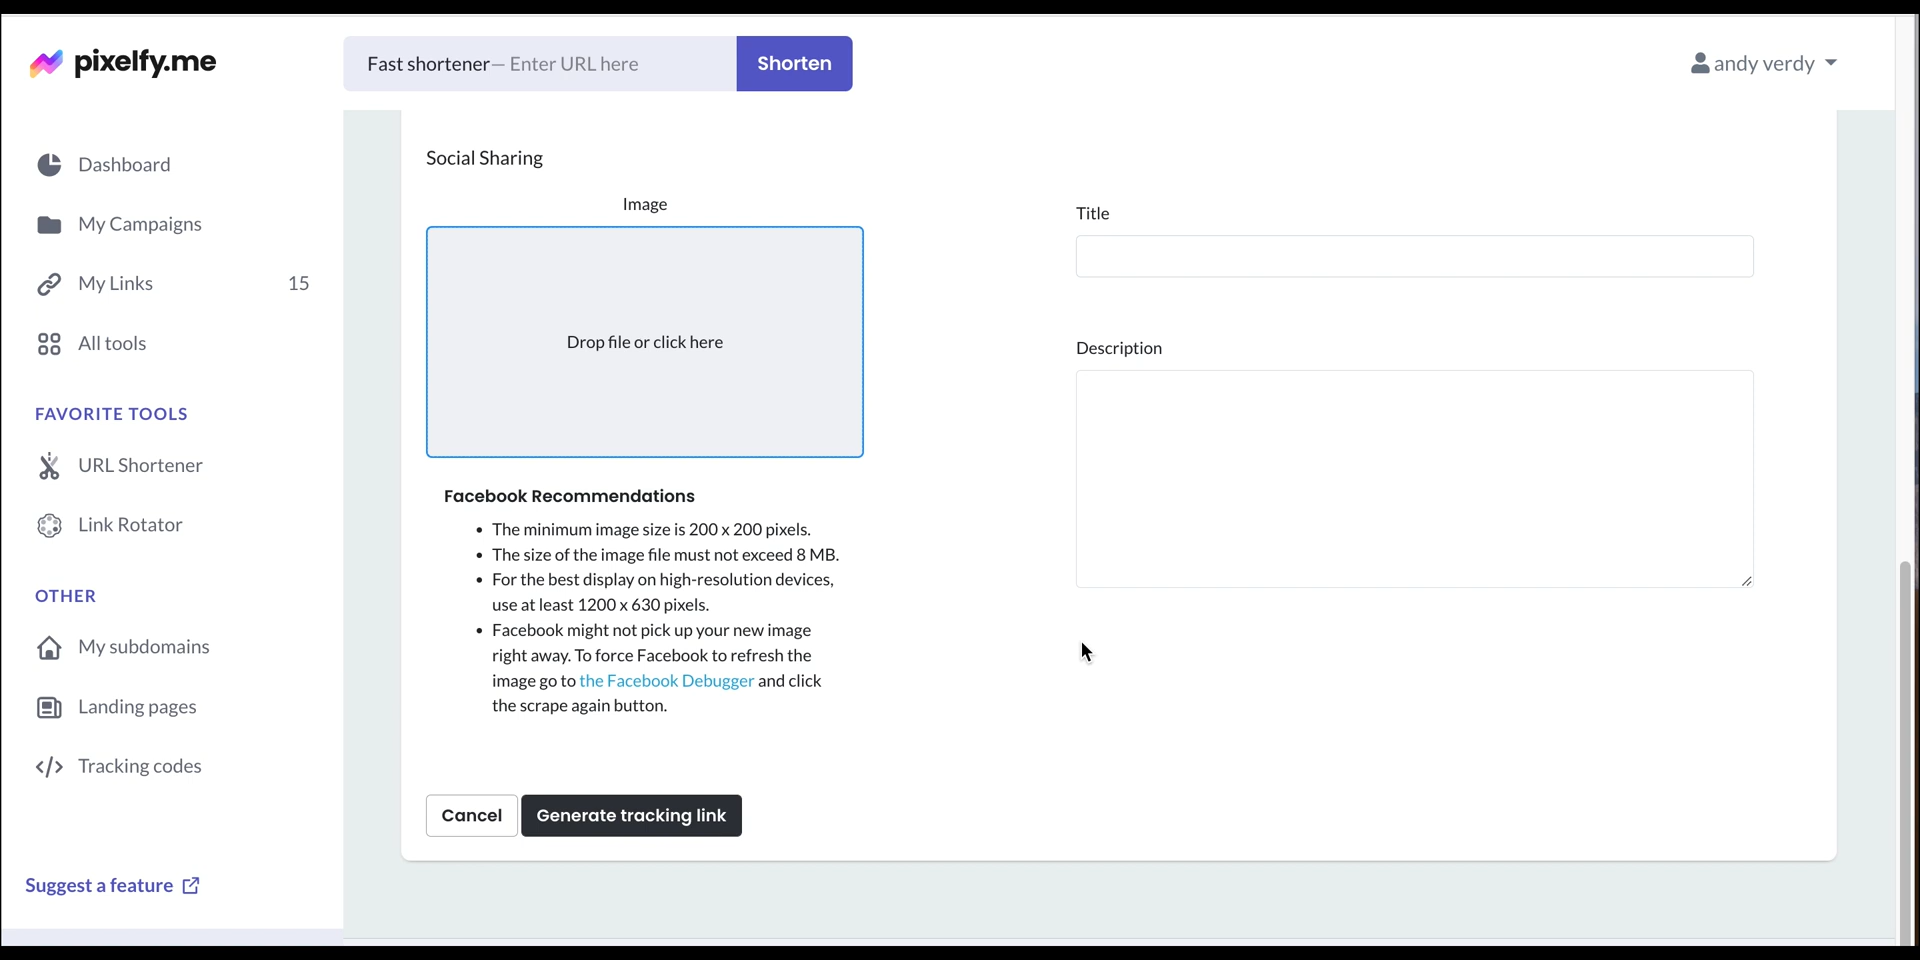 pixelfy.me
Fast shortener— Enter URL here
Shorten
andy verdy
Dashboard
My Campaigns
My Links 15
All tools
FAVORITE TOOLS
URL Shortener
Link Rotator
OTHER
My subdomains
Landing pages
Tracking codes
Suggest a feature
Social Sharing
Image
Drop file or click here
Facebook Recommendations
• The minimum image size is 200 x 200 pixels.
• The size of the image file must not exceed 8 MB.
• For the best display on high-resolution devices,
use at least 1200 x 630 pixels.
• Facebook might not pick up your new image
right away. To force Facebook to refresh the
image go to the Facebook Debugger and click
the scrape again button.
Title
Description
Cancel
Generate tracking link